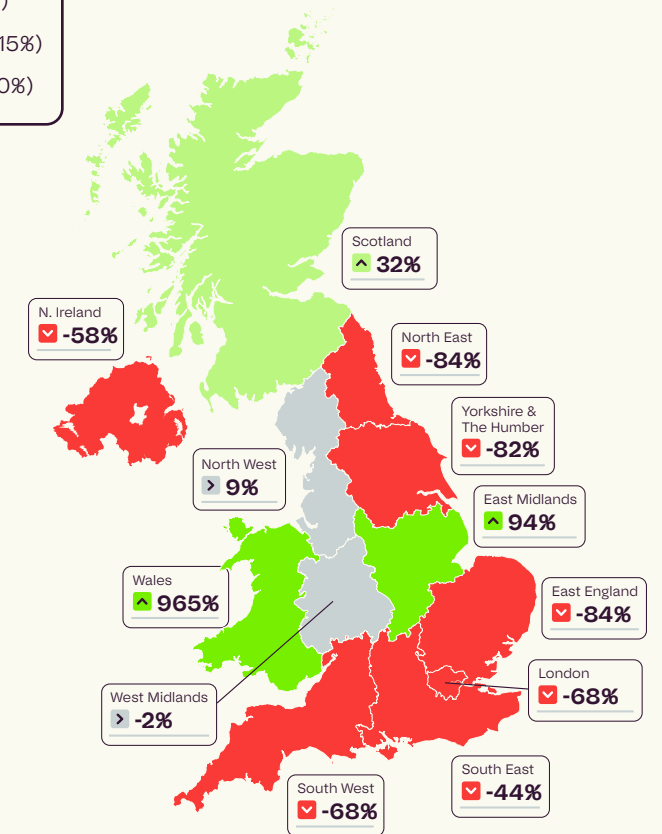 )
15%)
0%)
Scotland
32%
N. Ireland
-58%
North East
-84%
Yorkshire &
The Humber
-82%
North West
9%
East Midlands
94%
Wales
965%
East England
-84%
London
-68%
West Midlands
-2%
South East
-44%
South West
-68%